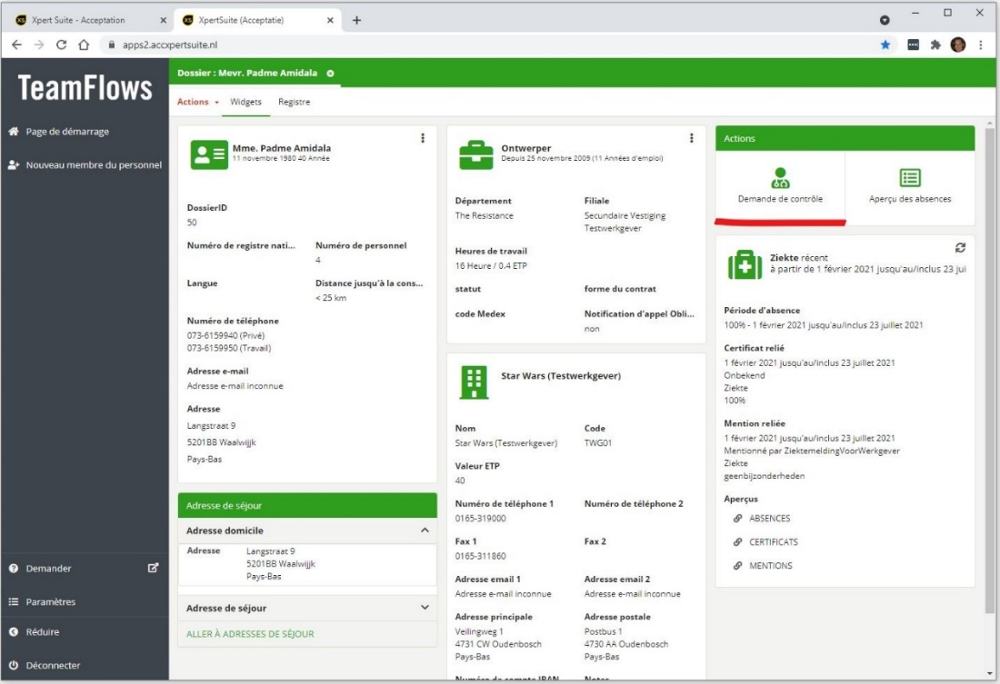 Xpert Suite - Acceptation
XpertSuite (Acceptatie)
apps2.accxpertsuite.nl
TeamFlows
Page de démarrage
Nouveau membre du personnel
Demander
Paramètres
Réduire
Déconnecter
Dossier : Mevr. Padme Amidala
Actions
Widgets
Registre
Mme. Padme Amidala
11 novembre 1980 40 Année
DossierID
50
Numéro de registre nati... Numéro de personnel
4
Langue Distance jusqu'à la cons...
< 25 km
Numéro de téléphone
073-6159940 (Privé)
073-6159950 (Travail)
Adresse e-mail
Adresse e-mail inconnue
Adresse
Langstraat 9
5201BB Waalwijjk
Pays-Bas
Adresse de séjour
Adresse domicile
Adresse Langstraat 9
5201BB Waalwijjk
Pays-Bas
Adresse de séjour
ALLER À ADRESSES DE SÉJOUR
Ontwerper
Depuis 25 novembre 2009 (11 Années d'emploi)
Département Filiale
The Resistance Secundaire Vestiging
Testwerkgever
Heures de travail
16 Heure / 0.4 ETP
statut forme du contrat
code Medex Notification d'appel Obli...
non
Star Wars (Testwerkgever)
Nom Code
Star Wars (Testwerkgever) TWG01
Valeur ETP
40
Numéro de téléphone 1 Numéro de téléphone 2
0165-319000
Fax 1 Fax 2
0165-311860
Adresse email 1 Adresse email 2
Adresse e-mail inconnue Adresse e-mail inconnue
Adresse principale Adresse postale
Veilingweg 1 Postbus 1
4731 CW Oudenbosch 4730 AA Oudenbosch
Pays-Bas Pays-Bas
Numéro de compte IBAN Notes
Actions
Demande de contrôle
Aperçu des absences
Ziekte récent
à partir de 1 février 2021 jusqu'au/inclus 23 jui
Période d'absence
100% - 1 février 2021 jusqu'au/inclus 23 juillet 2021
Certificat relié
1 février 2021 jusqu'au/inclus 23 juillet 2021
Onbekend
Ziekte
100%
Mention reliée
1 février 2021 jusqu'au/inclus 23 juillet 2021
Mentionné par ZiektemeldingVoorWerkgever
Ziekte
geenbijzonderheden
Aperçus
ABSENCES
CERTIFICATS
MENTIONS